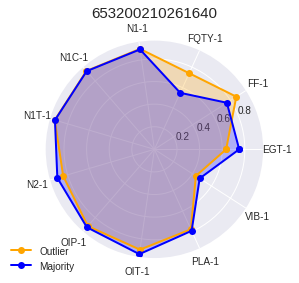 653200210261640
N1-1
FQTY-1
N1C-1
FF-1
0.8
0.6
0.4
0.2
N1T-1
EGT-1
N2-1
VIB-1
OIP-1
PLA-1
OIT-1
Outlier
Majority